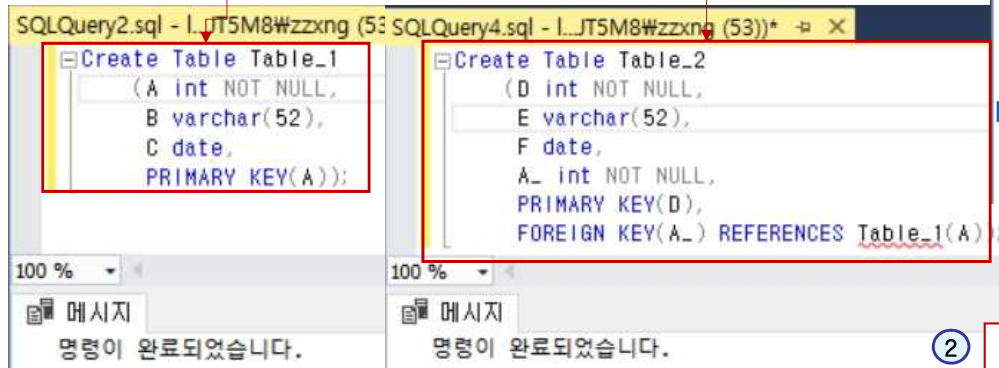 SQLQuery2.sql - l...JT5M8₩zzxng (53
Create Table Table_1
(A int NOT NULL,
B varchar(52),
C date,
PRIMARY KEY(A));
100 %
메시지
명령이 완료되었습니다.
SQLQuery4.sql - l...JT5M8₩zzxng (53))*
Create Table Table_2
(D int NOT NULL,
E varchar(52),
F date,
A_ int NOT NULL,
PRIMARY KEY(D),
FOREIGN KEY(A_) REFERENCES Table_1(A));
100 %
메시지
명령이 완료되었습니다.
2